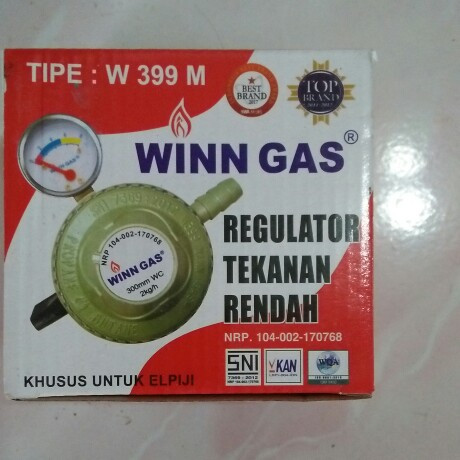 TIPE : W 399 M
BEST
BRAND
TOP
BRAND
WINN GAS®
REGULATOR
TEKANAN
RENDAH
NRP. 104-002-170768
NRP 104-002-170768
WINN GAS
300mm WC
2kg/h
SNI
KAN
WQA
KHUSUS UNTUK ELPIJI